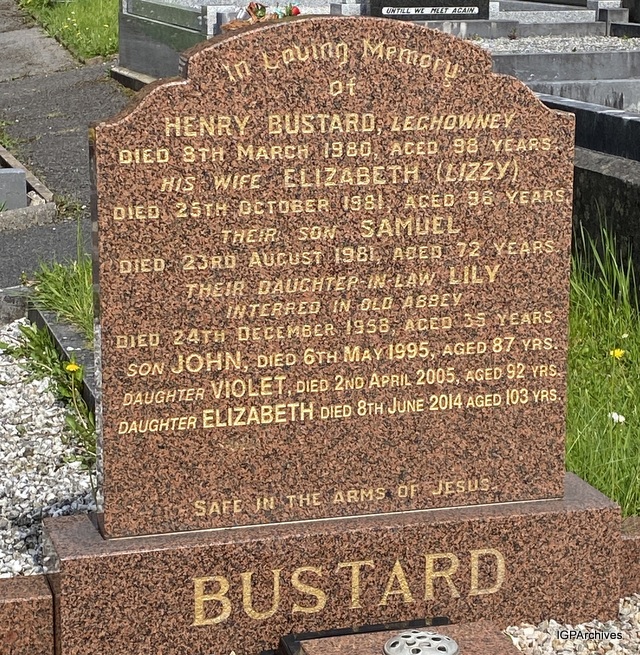 UNTILL WE MEET AGAIN
In Loving Memory
of
HENRY BUSTARD, LEGHOWNEY
DIED 8TH MARCH 1980, AGED 98 YEARS.
HIS WIFE ELIZABETH (LIZZY)
DIED 25TH OCTOBER 1981, AGED 96 YEARS
THEIR SON SAMUEL
DIED 23RD AUGUST 1981, AGED 72 YEARS.
THEIR DAUGHTER-IN-LAW LILY
INTERRED IN OLD ABBEY
DIED 24TH DECEMBER 1958, AGED 35 YEARS
SON JOHN, DIED 6TH MAY 1995, AGED 87 YRS.
DAUGHTER VIOLET, DIED 2ND APRIL 2005, AGED 92 YRS.
DAUGHTER ELIZABETH DIED 8TH JUNE 2014 AGED 103 YRS.
SAFE IN THE ARMS OF JESUS.
BUSTARD
IGPArchives